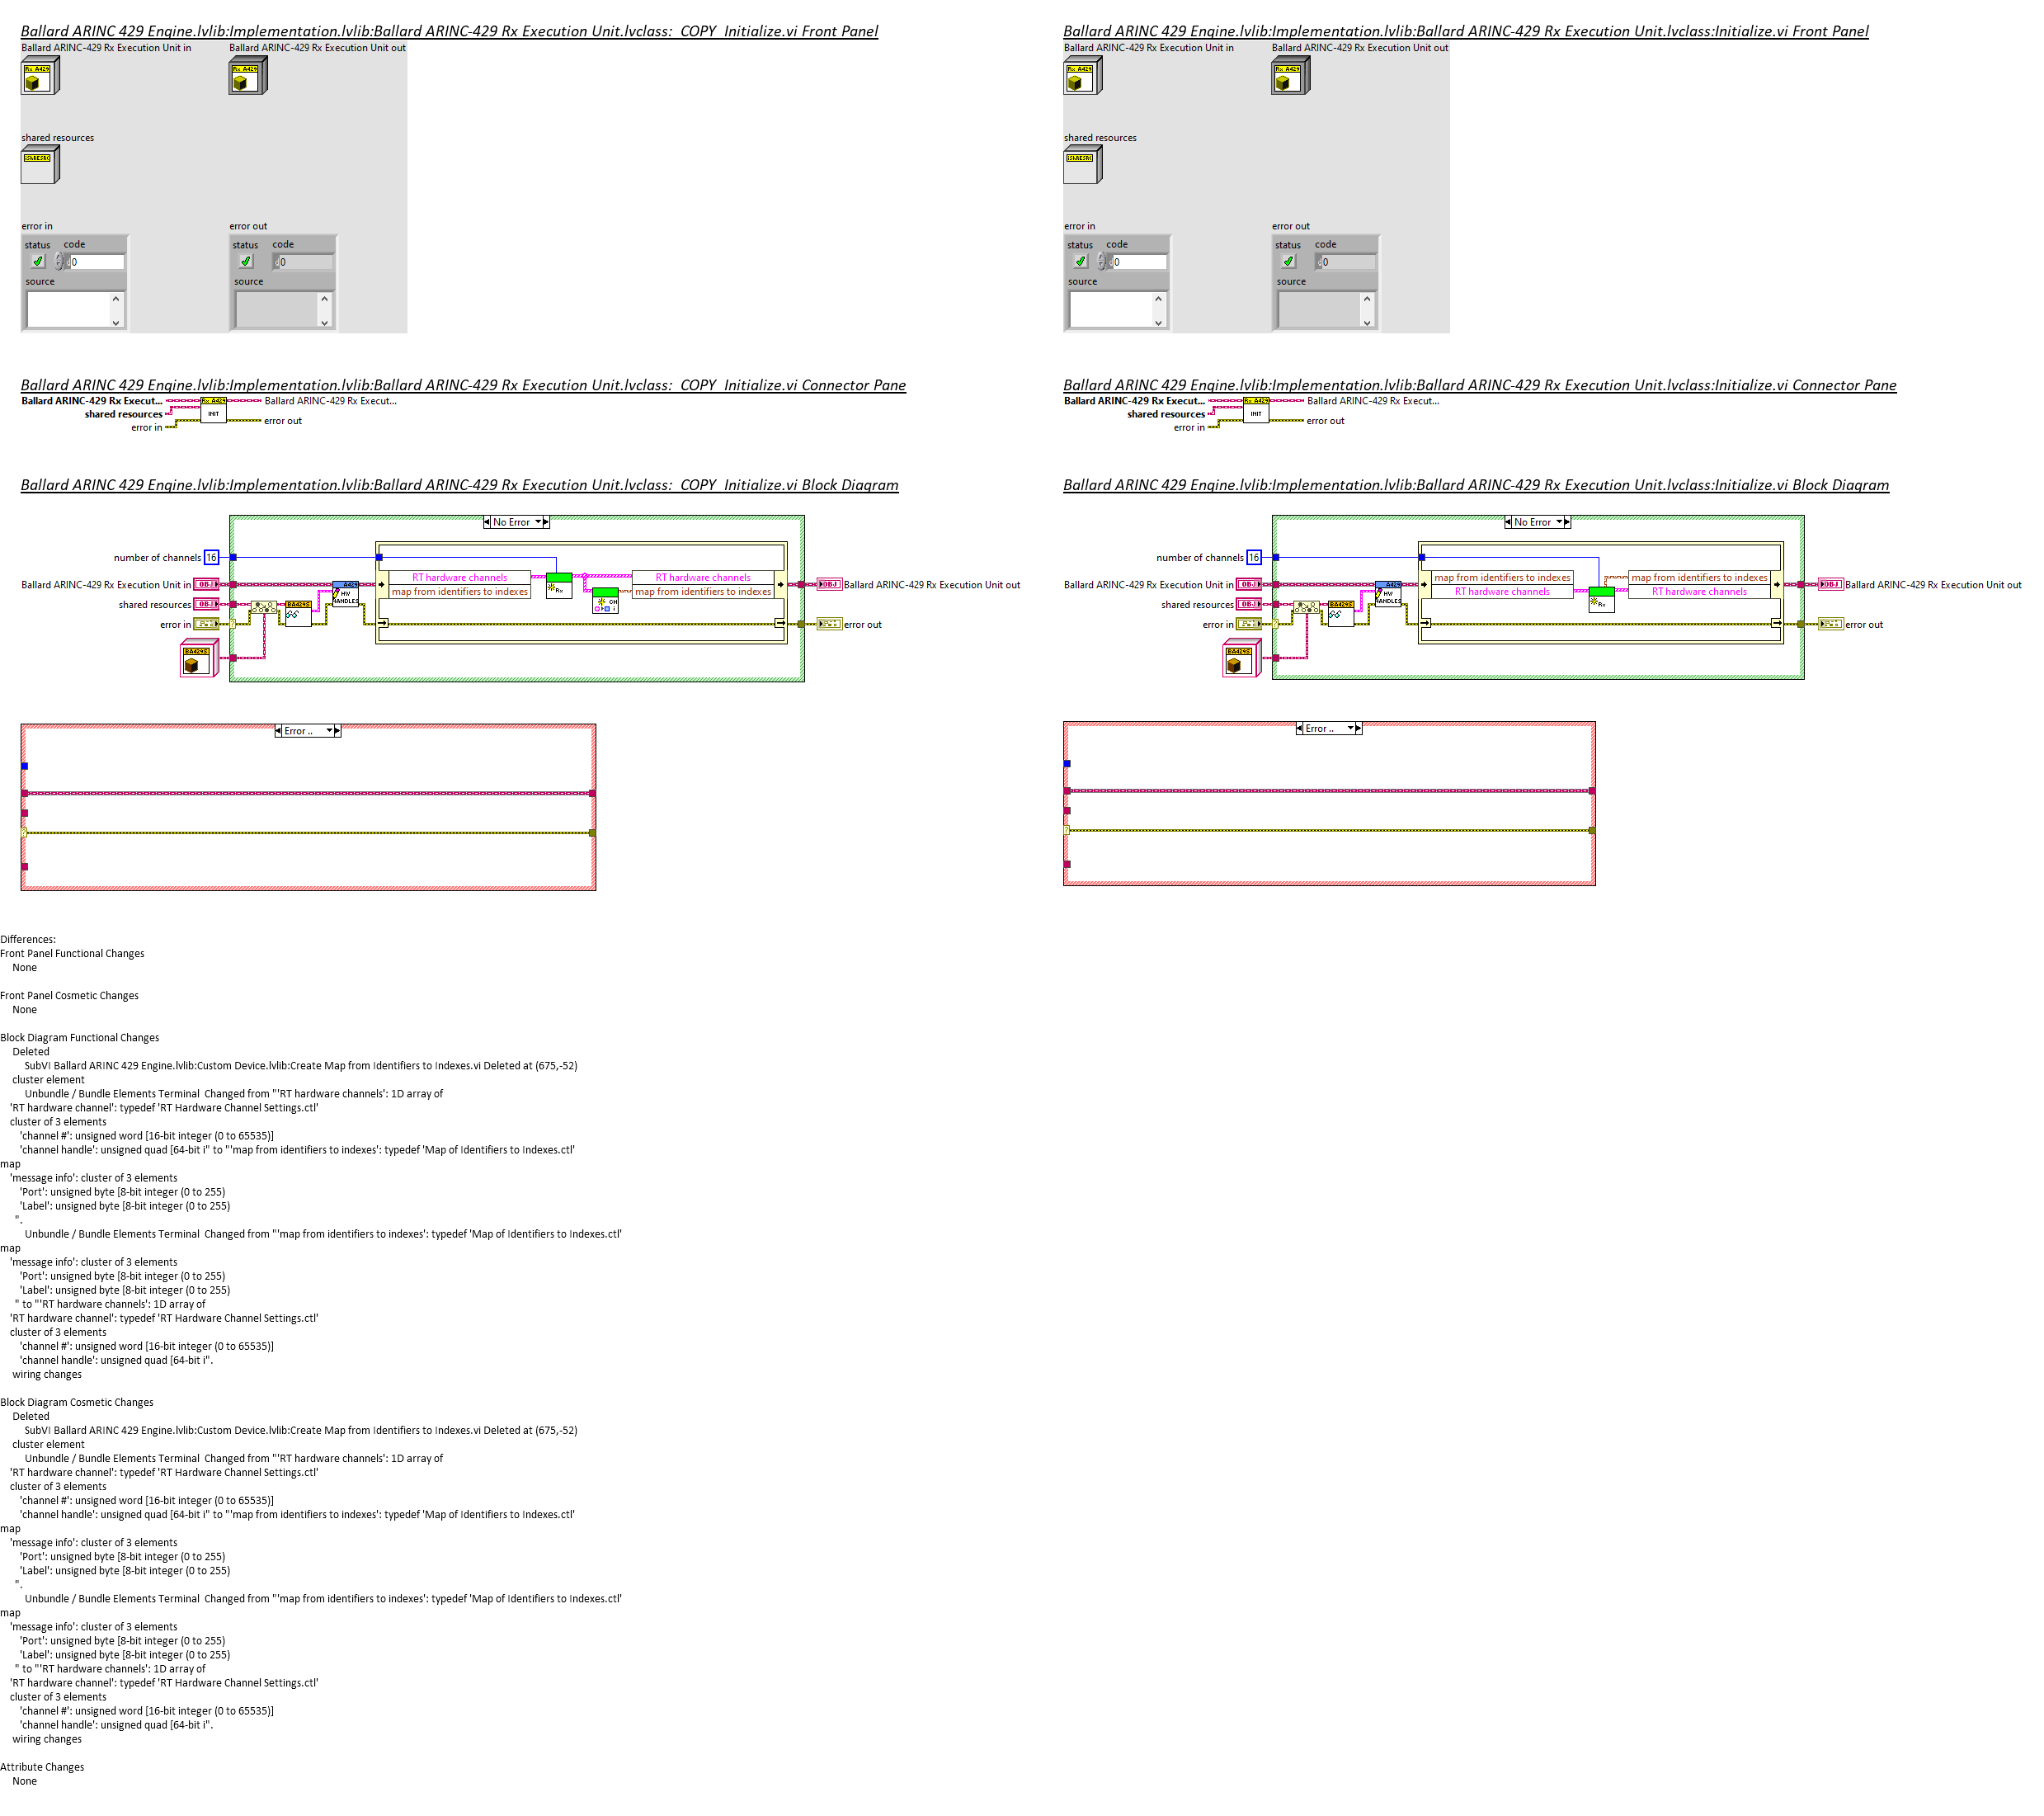 Ballard ARINC 429 Engine.lvlib:Implementation.lvlib:Ballard ARINC-429 Rx Execution Unit.lvclass:_COPY_Initialize.vi Front Panel
Ballard ARINC-429 Rx Execution Unit in
Ballard ARINC-429 Rx Execution Unit out
Rx A429
Rx A429
shared resources
error in
error out
status code
status code
0
0
source
source
Ballard ARINC 429 Engine.lvlib:Implementation.lvlib:Ballard ARINC-429 Rx Execution Unit.lvclass:_COPY_Initialize.vi Connector Pane
Ballard ARINC-429 Rx Execut...
Rx A429
Ballard ARINC-429 Rx Execut...
shared resources
INIT
error in
error out
Ballard ARINC 429 Engine.lvlib:Implementation.lvlib:Ballard ARINC-429 Rx Execution Unit.lvclass:_COPY_Initialize.vi Block Diagram
No Error
number of channels 16
Ballard ARINC-429 Rx Execution Unit in OBJ
A429
HW
HANDLES
RT hardware channels
map from identifiers to indexes
Rx
CH
RT hardware channels
map from identifiers to indexes
OBJ Ballard ARINC-429 Rx Execution Unit out
shared resources OBJ
BA429S
error in
error out
BA429S
Error ..
Ballard ARINC 429 Engine.lvlib:Implementation.lvlib:Ballard ARINC-429 Rx Execution Unit.lvclass:Initialize.vi Front Panel
Ballard ARINC-429 Rx Execution Unit in
Ballard ARINC-429 Rx Execution Unit out
Rx A429
Rx A429
shared resources
error in
error out
status code
status code
0
0
source
source
Ballard ARINC 429 Engine.lvlib:Implementation.lvlib:Ballard ARINC-429 Rx Execution Unit.lvclass:Initialize.vi Connector Pane
Ballard ARINC-429 Rx Execut...
Rx A429
Ballard ARINC-429 Rx Execut...
shared resources
INIT
error in
error out
Ballard ARINC 429 Engine.lvlib:Implementation.lvlib:Ballard ARINC-429 Rx Execution Unit.lvclass:Initialize.vi Block Diagram
No Error
number of channels 16
Ballard ARINC-429 Rx Execution Unit in OBJ
A429
HW
HANDLES
map from identifiers to indexes
RT hardware channels
Rx
map from identifiers to indexes
RT hardware channels
OBJ Ballard ARINC-429 Rx Execution Unit out
shared resources OBJ
BA429S
error in
error out
BA429S
Error ..
Differences:
Front Panel Functional Changes
None
Front Panel Cosmetic Changes
None
Block Diagram Functional Changes
Deleted
SubVI Ballard ARINC 429 Engine.lvlib:Custom Device.lvlib:Create Map from Identifiers to Indexes.vi Deleted at (675,-52)
cluster element
Unbundle / Bundle Elements Terminal  Changed from "'RT hardware channels': 1D array of
'RT hardware channel': typedef 'RT Hardware Channel Settings.ctl'
cluster of 3 elements
'channel #': unsigned word [16-bit integer (0 to 65535)]
'channel handle': unsigned quad [64-bit i" to "'map from identifiers to indexes': typedef 'Map of Identifiers to Indexes.ctl'
map
'message info': cluster of 3 elements
'Port': unsigned byte [8-bit integer (0 to 255)
'Label': unsigned byte [8-bit integer (0 to 255)
".
Unbundle / Bundle Elements Terminal  Changed from "'map from identifiers to indexes': typedef 'Map of Identifiers to Indexes.ctl'
map
'message info': cluster of 3 elements
'Port': unsigned byte [8-bit integer (0 to 255)
'Label': unsigned byte [8-bit integer (0 to 255)
" to "'RT hardware channels': 1D array of
'RT hardware channel': typedef 'RT Hardware Channel Settings.ctl'
cluster of 3 elements
'channel #': unsigned word [16-bit integer (0 to 65535)]
'channel handle': unsigned quad [64-bit i".
wiring changes
Block Diagram Cosmetic Changes
Deleted
SubVI Ballard ARINC 429 Engine.lvlib:Custom Device.lvlib:Create Map from Identifiers to Indexes.vi Deleted at (675,-52)
cluster element
Unbundle / Bundle Elements Terminal  Changed from "'RT hardware channels': 1D array of
'RT hardware channel': typedef 'RT Hardware Channel Settings.ctl'
cluster of 3 elements
'channel #': unsigned word [16-bit integer (0 to 65535)]
'channel handle': unsigned quad [64-bit i" to "'map from identifiers to indexes': typedef 'Map of Identifiers to Indexes.ctl'
map
'message info': cluster of 3 elements
'Port': unsigned byte [8-bit integer (0 to 255)
'Label': unsigned byte [8-bit integer (0 to 255)
".
Unbundle / Bundle Elements Terminal  Changed from "'map from identifiers to indexes': typedef 'Map of Identifiers to Indexes.ctl'
map
'message info': cluster of 3 elements
'Port': unsigned byte [8-bit integer (0 to 255)
'Label': unsigned byte [8-bit integer (0 to 255)
" to "'RT hardware channels': 1D array of
'RT hardware channel': typedef 'RT Hardware Channel Settings.ctl'
cluster of 3 elements
'channel #': unsigned word [16-bit integer (0 to 65535)]
'channel handle': unsigned quad [64-bit i".
wiring changes
Attribute Changes
None